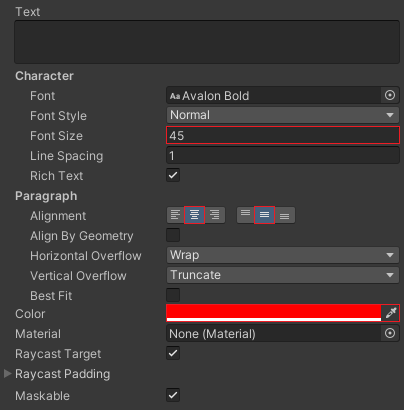 Text
Character
Font Aa Avalon Bold
Font Style Normal
Font Size 45
Line Spacing 1
Rich Text
Paragraph
Alignment
Align By Geometry
Horizontal Overflow Wrap
Vertical Overflow Truncate
Best Fit
Color
Material None (Material)
Raycast Target
Raycast Padding
Maskable